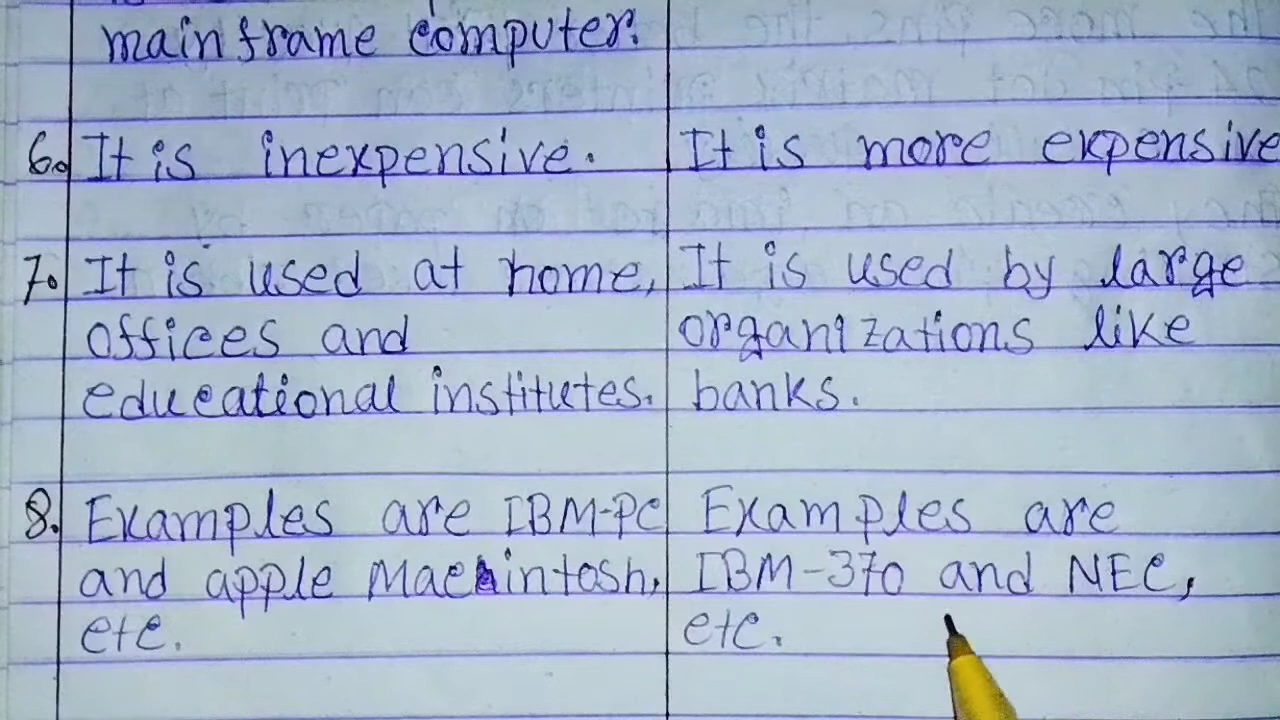 mainframe computer.
6. It is inexpensive. It is more expensive
7. It is used at home, It is used by large
offices and organizations like
educational institutes. banks.
8. Examples are IBM-PC Examples are
and apple Macintosh, IBM-370 and NEC,
etc. etc.